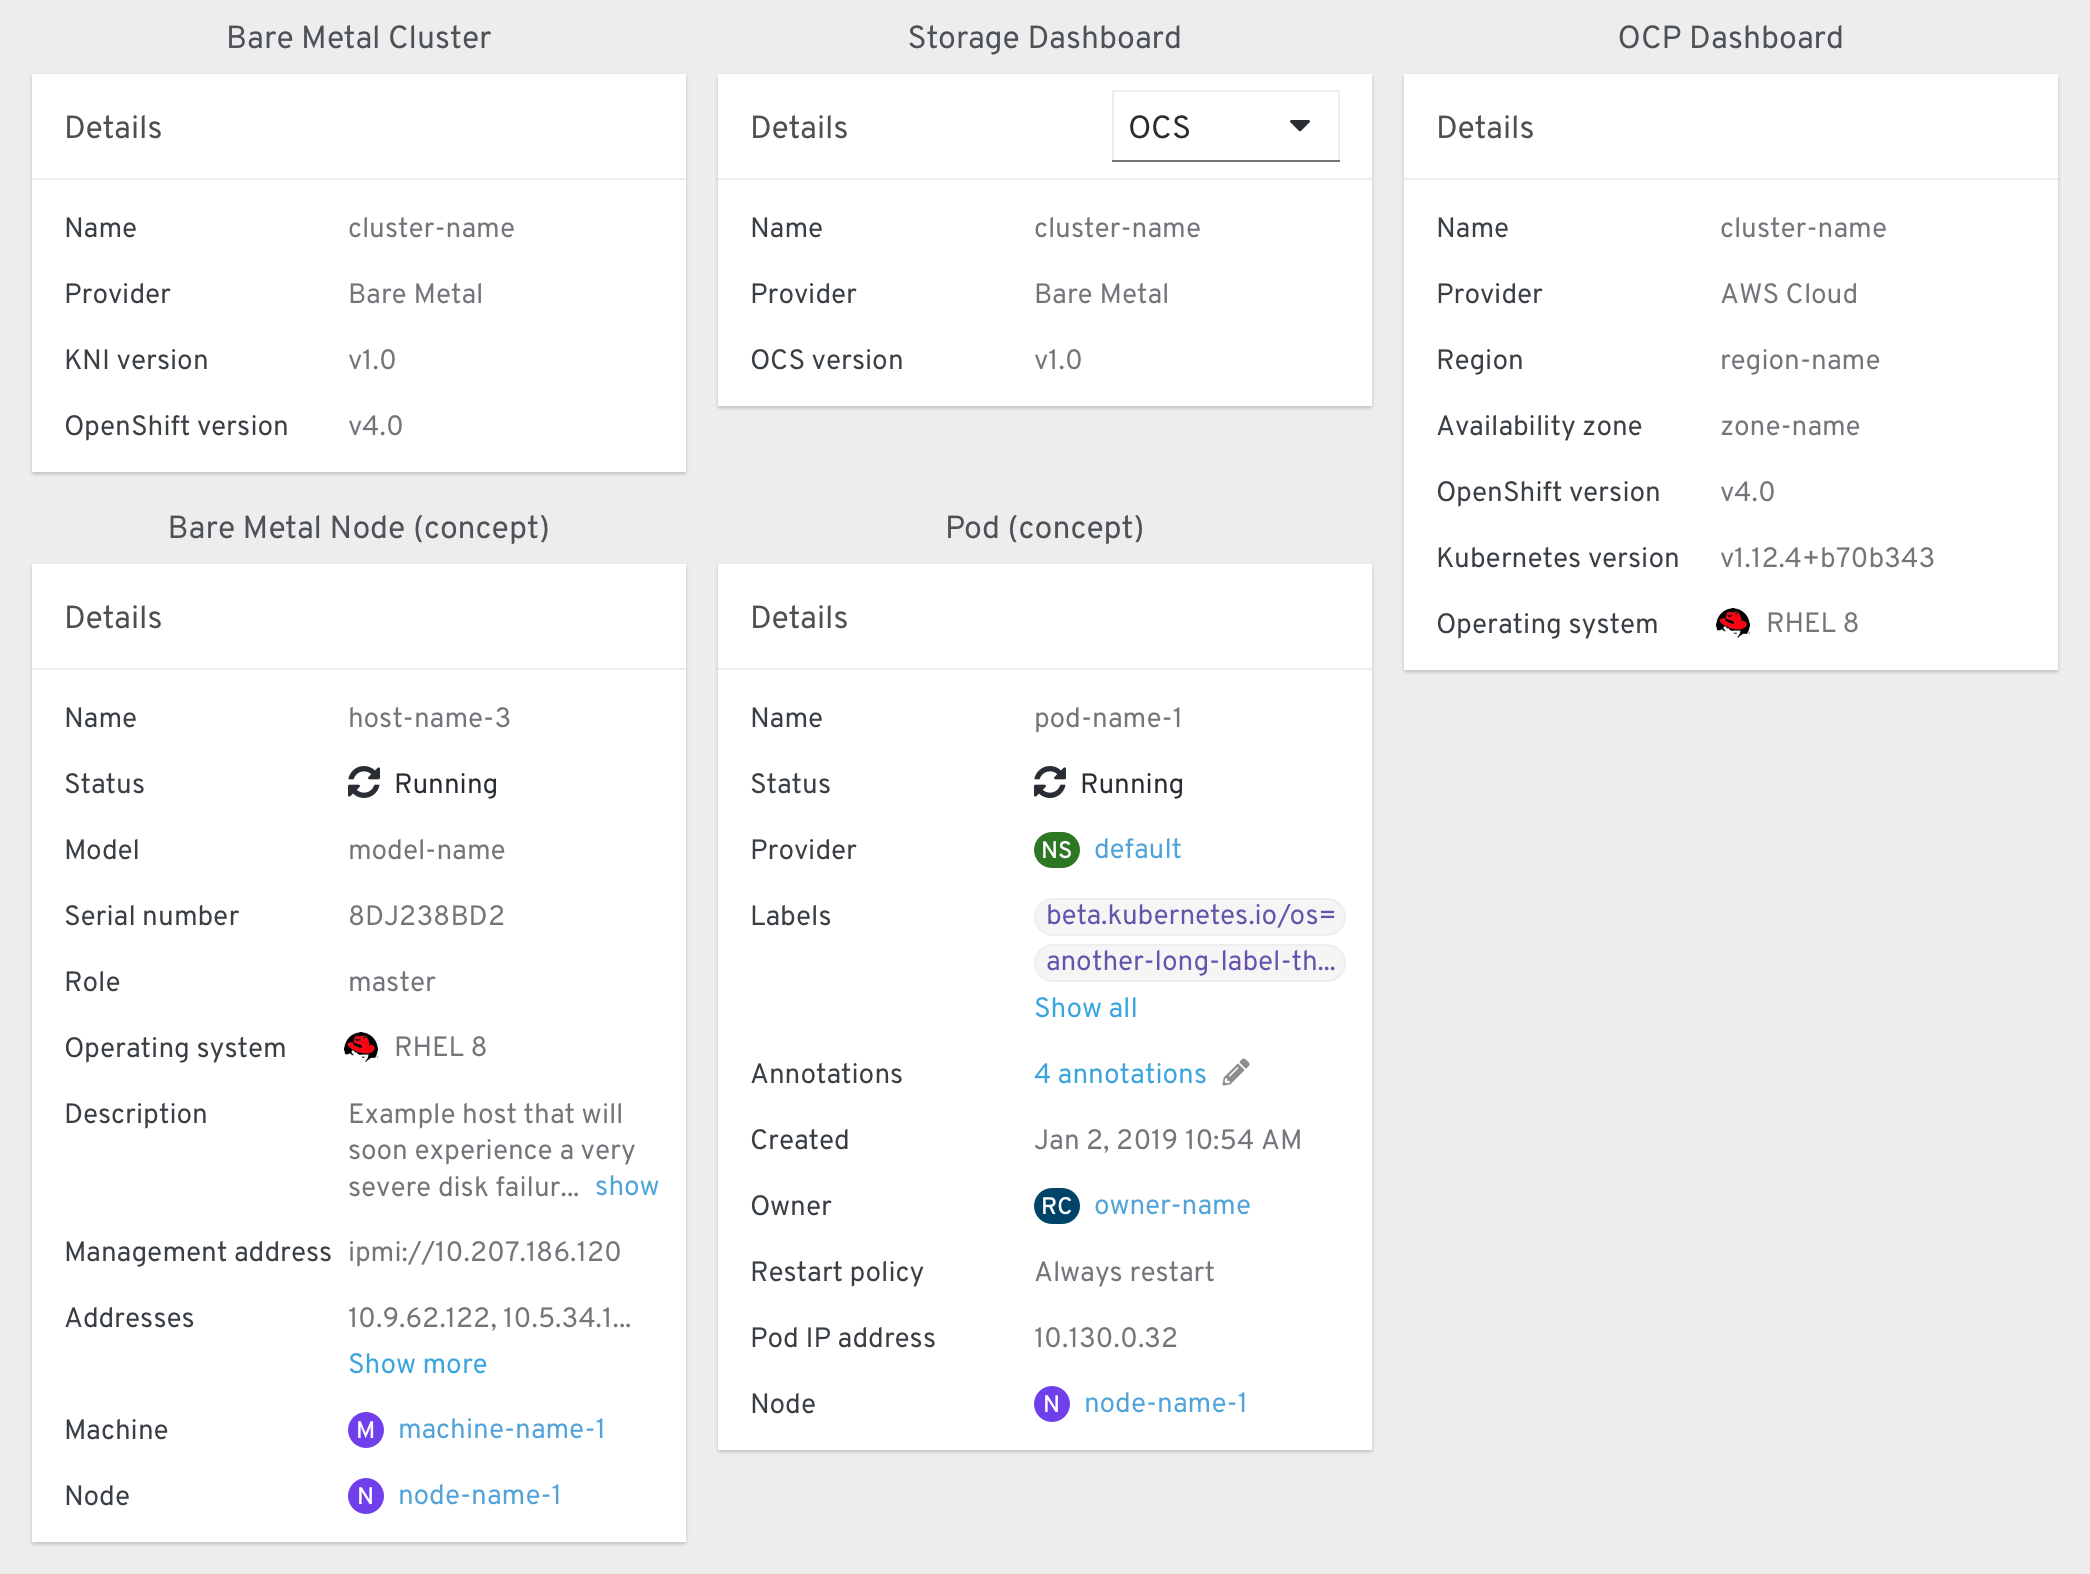 Bare Metal Cluster
Details
Name cluster-name
Provider Bare Metal
KNI version v1.0
OpenShift version v4.0
Storage Dashboard
Details OCS
Name cluster-name
Provider Bare Metal
OCS version v1.0
OCP Dashboard
Details
Name cluster-name
Provider AWS Cloud
Region region-name
Availability zone zone-name
OpenShift version v4.0
Kubernetes version v1.12.4+b70b343
Operating system RHEL 8
Bare Metal Node (concept)
Details
Name host-name-3
Status Running
Model model-name
Serial number 8DJ238BD2
Role master
Operating system RHEL 8
Description Example host that will
soon experience a very
severe disk failur... show
Management address ipmi://10.207.186.120
Addresses 10.9.62.122, 10.5.34.1...
Show more
Machine M machine-name-1
Node N node-name-1
Pod (concept)
Details
Name pod-name-1
Status Running
Provider NS default
Labels beta.kubernetes.io/os=
another-long-label-th...
Show all
Annotations 4 annotations
Created Jan 2, 2019 10:54 AM
Owner RC owner-name
Restart policy Always restart
Pod IP address 10.130.0.32
Node N node-name-1